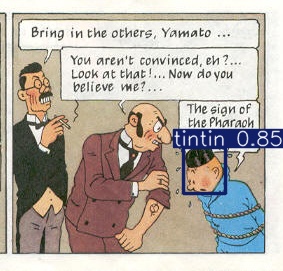 Bring in the others, Yamato ...
You aren't convinced, eh?...
Look at that!... Now do you
believe me?...
The sign of
the Pharaoh
tintin 0.85